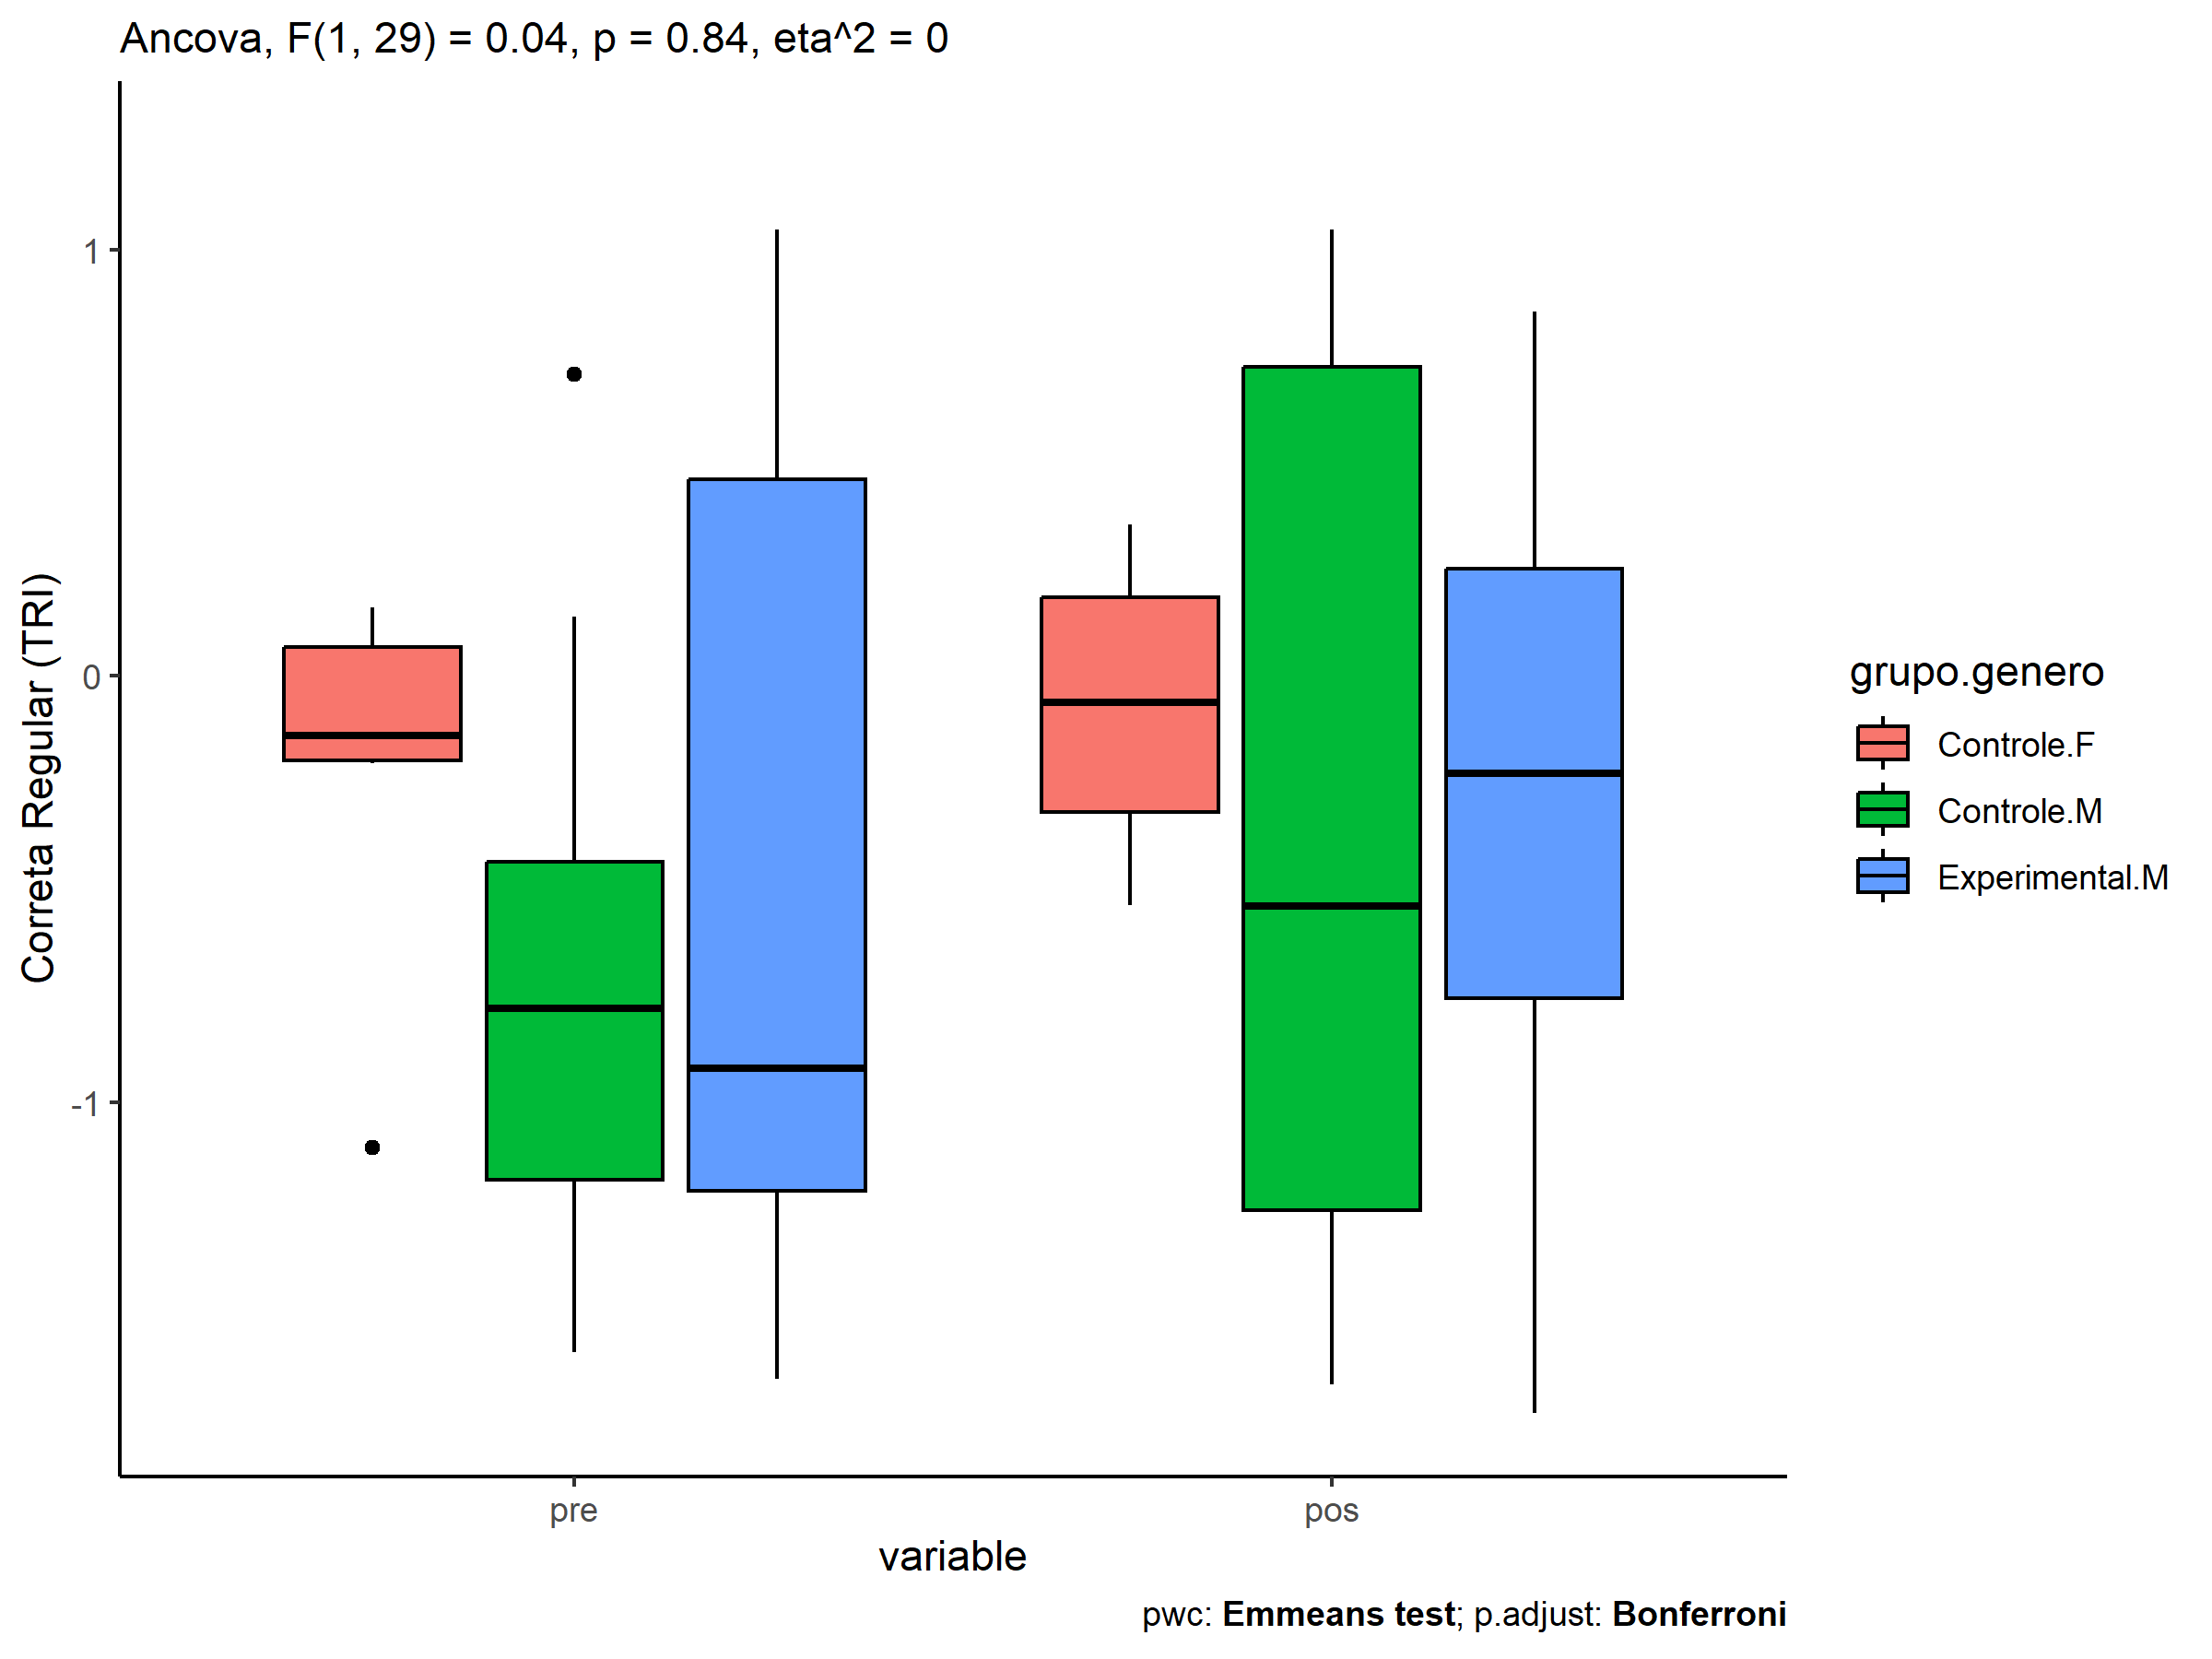 Ancova, F(1, 29) = 0.04, p = 0.84, eta^2 = 0
Correta Regular (TRI)
1
0
-1
pre
pos
variable
grupo.genero
Controle.F
Controle.M
Experimental.M
pwc: Emmeans test; p.adjust: Bonferroni